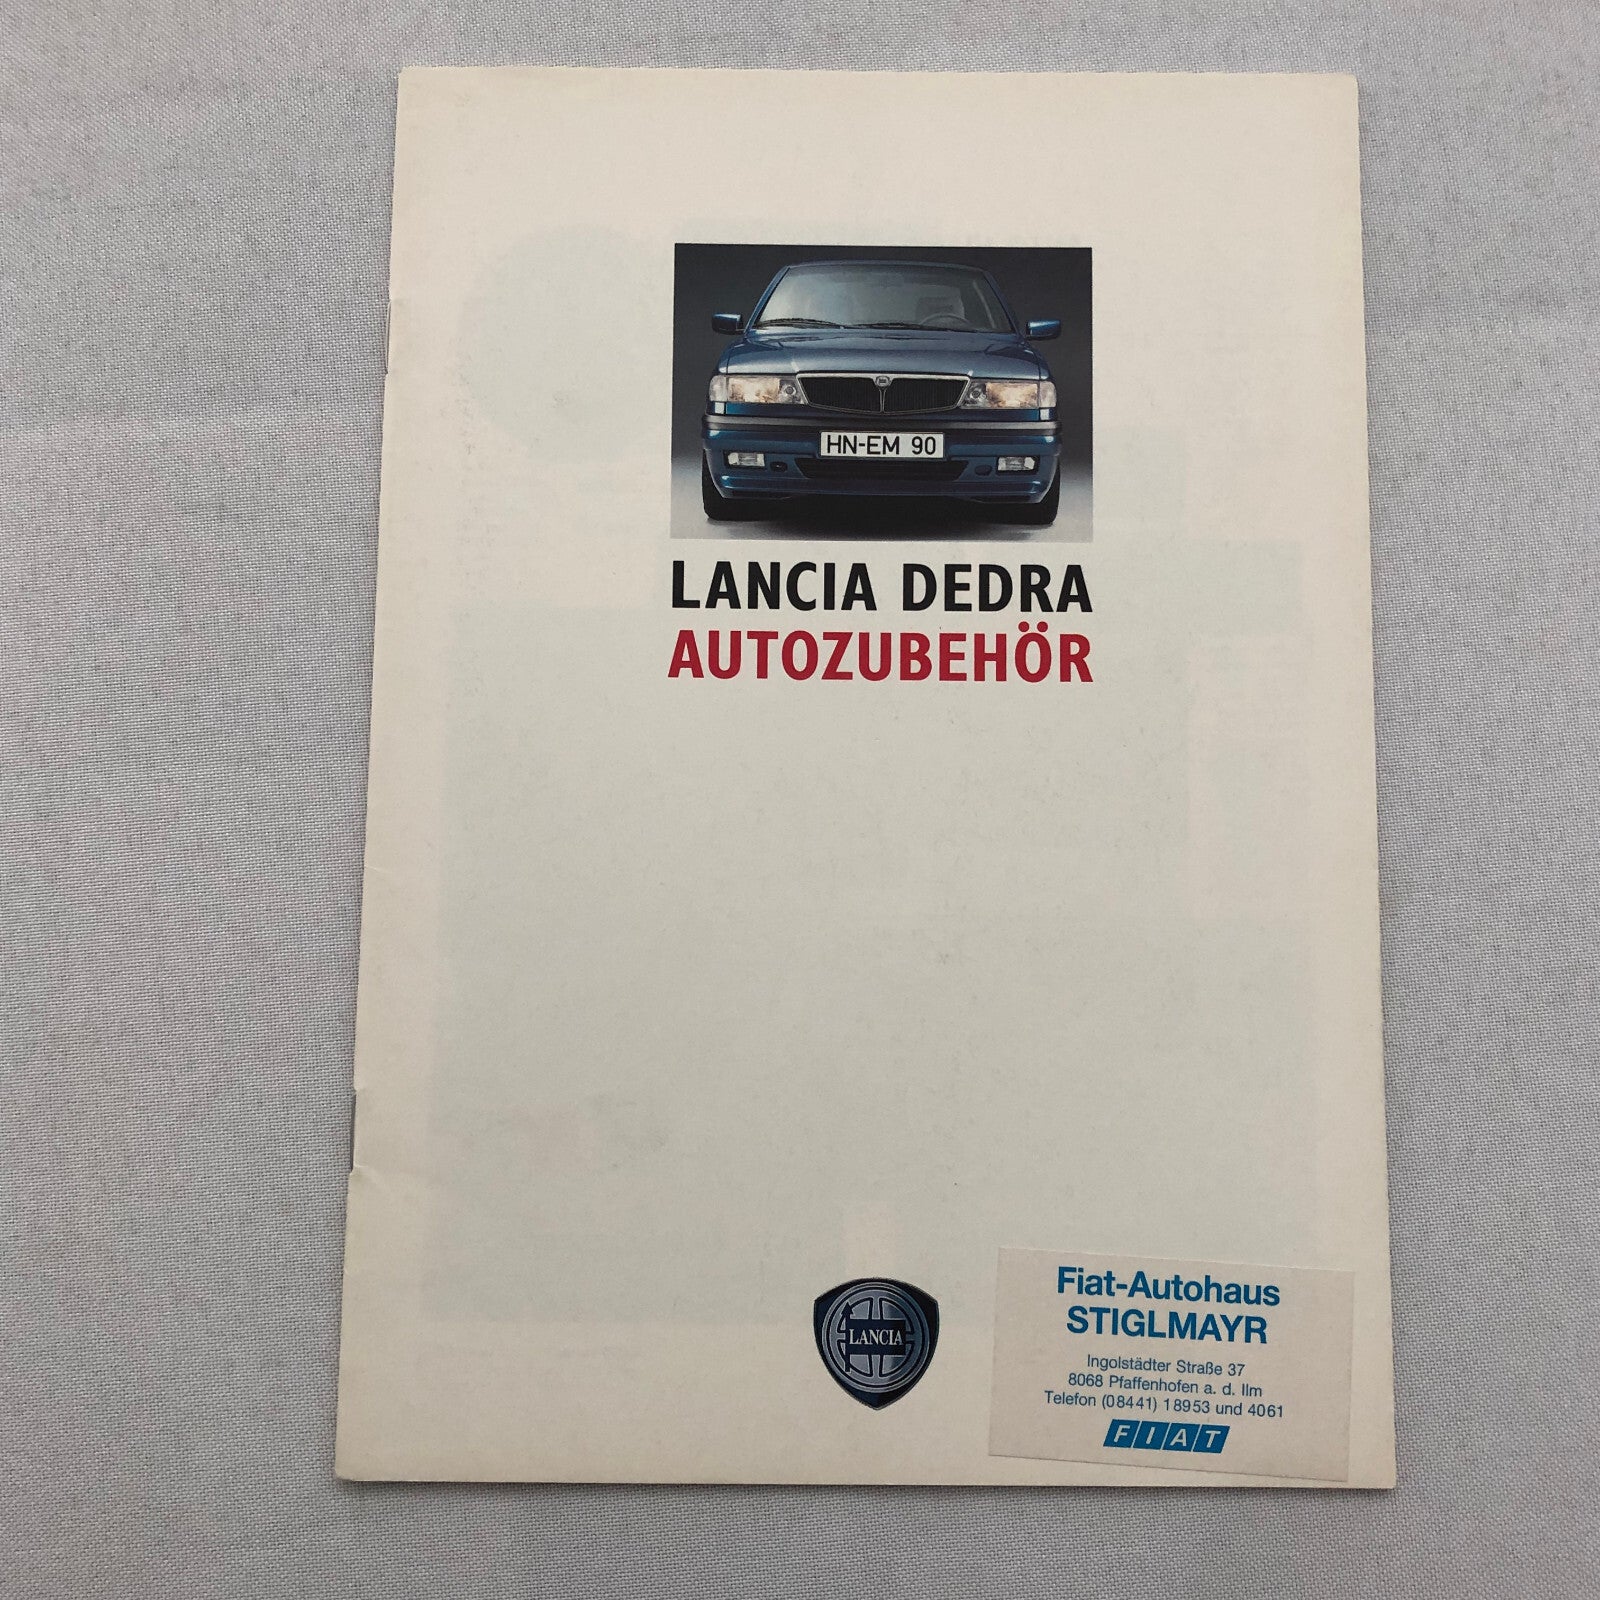 HN-EM 90
LANCIA DEDRA
AUTOZUBEHÖR
LANCIA
Fiat-Autohaus
STIGLMAYR
Ingolstädter Straße 37
8068 Pfaffenhofen a. d. Ilm
Telefon (08441) 18953 und 4061
FIAT